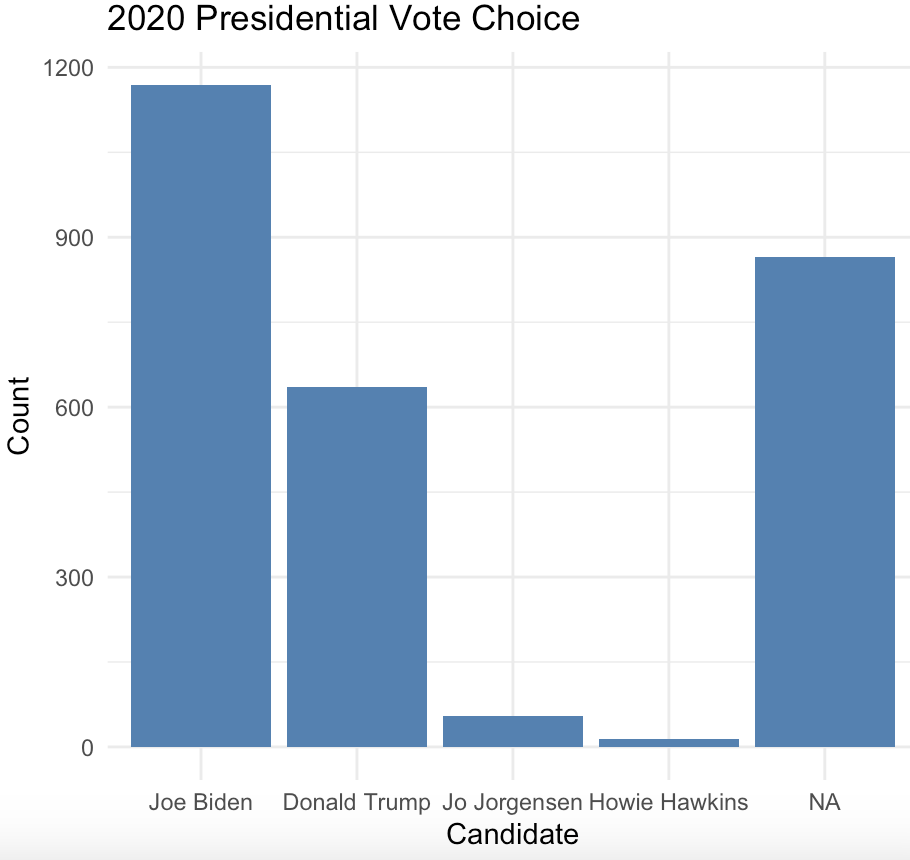 2020 Presidential Vote Choice
1200
900
600
300
0
Count
Joe Biden Donald Trump Jo Jorgensen Howie Hawkins NA
Candidate